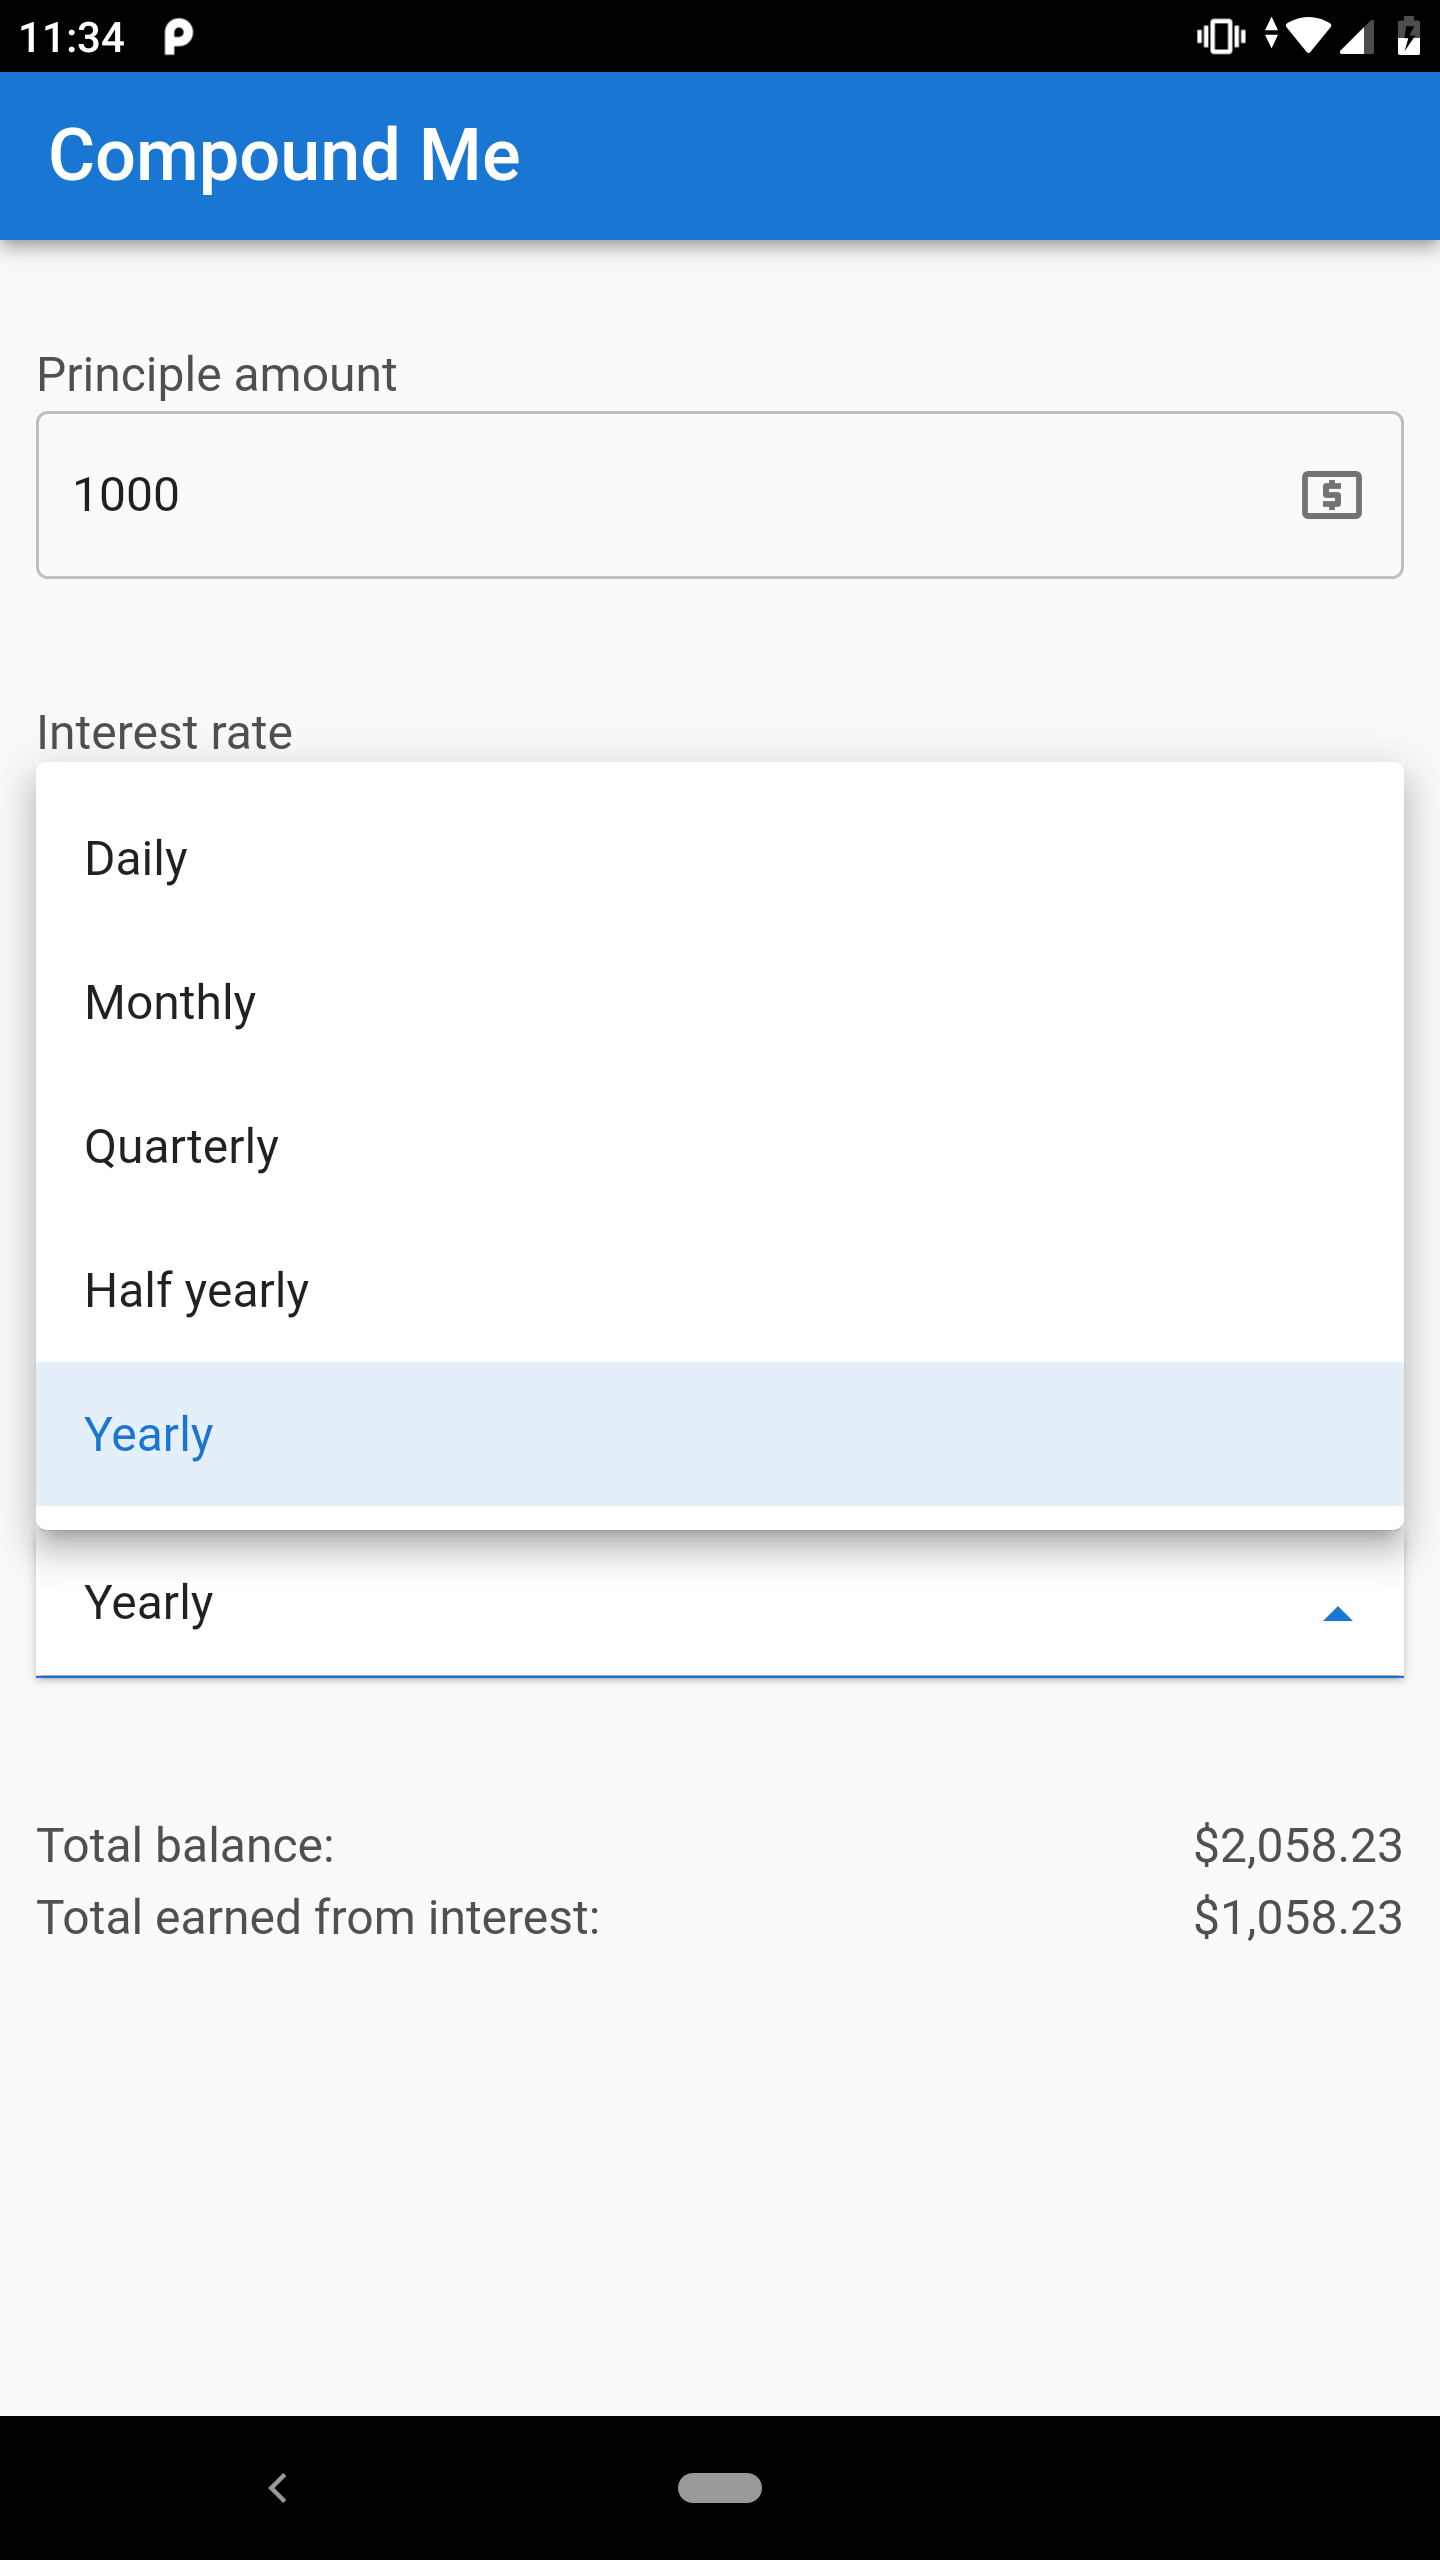 11:34
Compound Me
Principle amount
1000
Interest rate
Daily
Monthly
Quarterly
Half yearly
Yearly
Yearly
Total balance: $2,058.23
Total earned from interest: $1,058.23